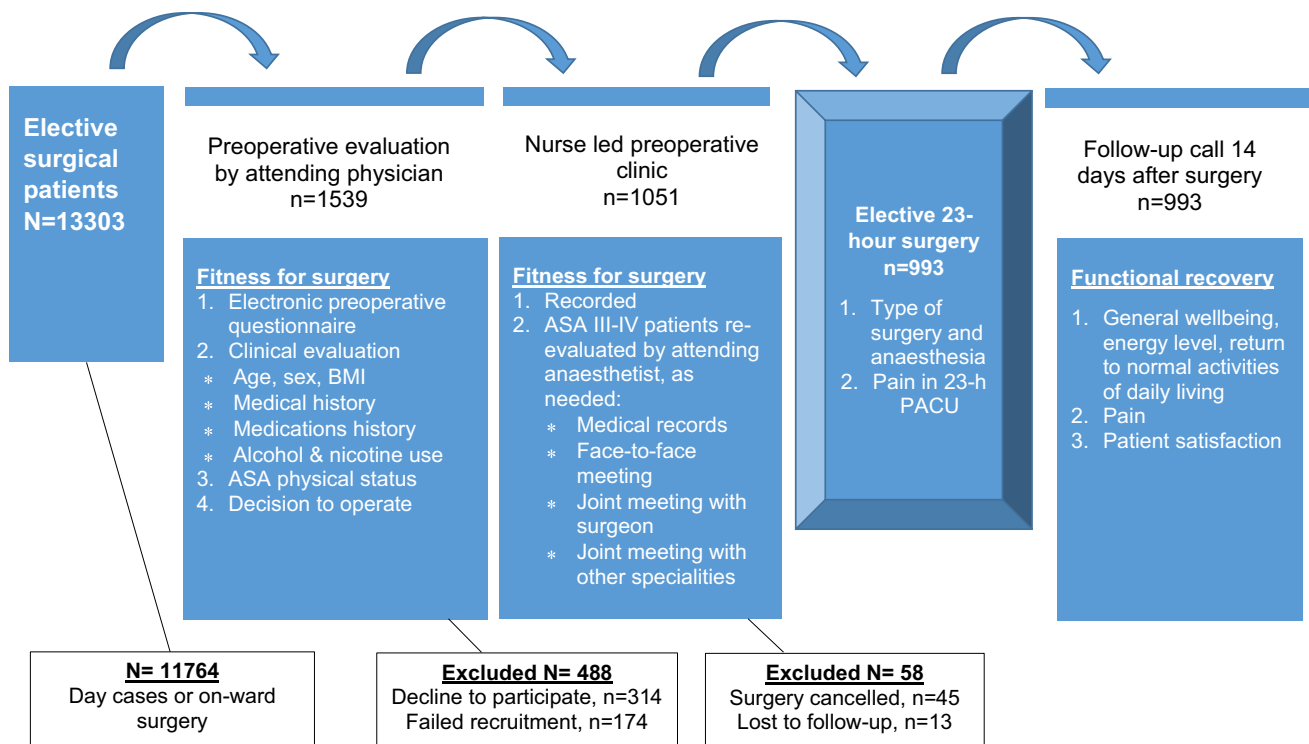 Elective
surgical
patients
N=13303
Preoperative evaluation
by attending physician
n=1539
Fitness for surgery
1. Electronic preoperative
questionnaire
2. Clinical evaluation
* Age, sex, BMI
* Medical history
* Medications history
* Alcohol & nicotine use
3. ASA physical status
4. Decision to operate
Nurse led preoperative
clinic
n=1051
Fitness for surgery
1. Recorded
2. ASA III-IV patients re-
evaluated by attending
anaesthetist, as
needed:
* Medical records
* Face-to-face
meeting
* Joint meeting with
surgeon
* Joint meeting with
other specialities
Elective 23-
hour surgery
n=993
1. Type of
surgery and
anaesthesia
2. Pain in 23-h
PACU
Follow-up call 14
days after surgery
n=993
Functional recovery
1. General wellbeing,
energy level, return
to normal activities
of daily living
2. Pain
3. Patient satisfaction
N= 11764
Day cases or on-ward
surgery
Excluded N= 488
Decline to participate, n=314
Failed recruitment, n=174
Excluded N= 58
Surgery cancelled, n=45
Lost to follow-up, n=13